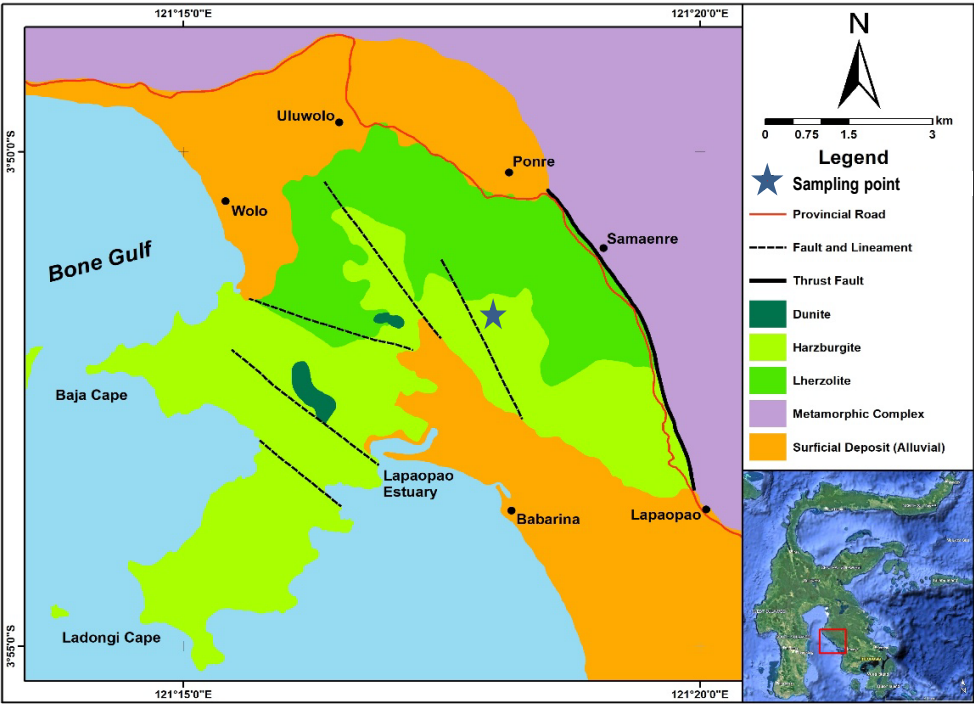 121°15'0"E
121°20'0"E
3°50'0"S
3°55'0"S
Uluwolo
Ponre
Wolo
Samaenre
Bone Gulf
Baja Cape
Lapaopao
Estuary
Babarina
Lapaopao
Ladongi Cape
121°15'0"E
121°20'0"E
N
km
0 0.75 1.5 3
Legend
Sampling point
Provincial Road
Fault and Lineament
Thrust Fault
Dunite
Harzburgite
Lherzolite
Metamorphic Complex
Surficial Deposit (Alluvial)